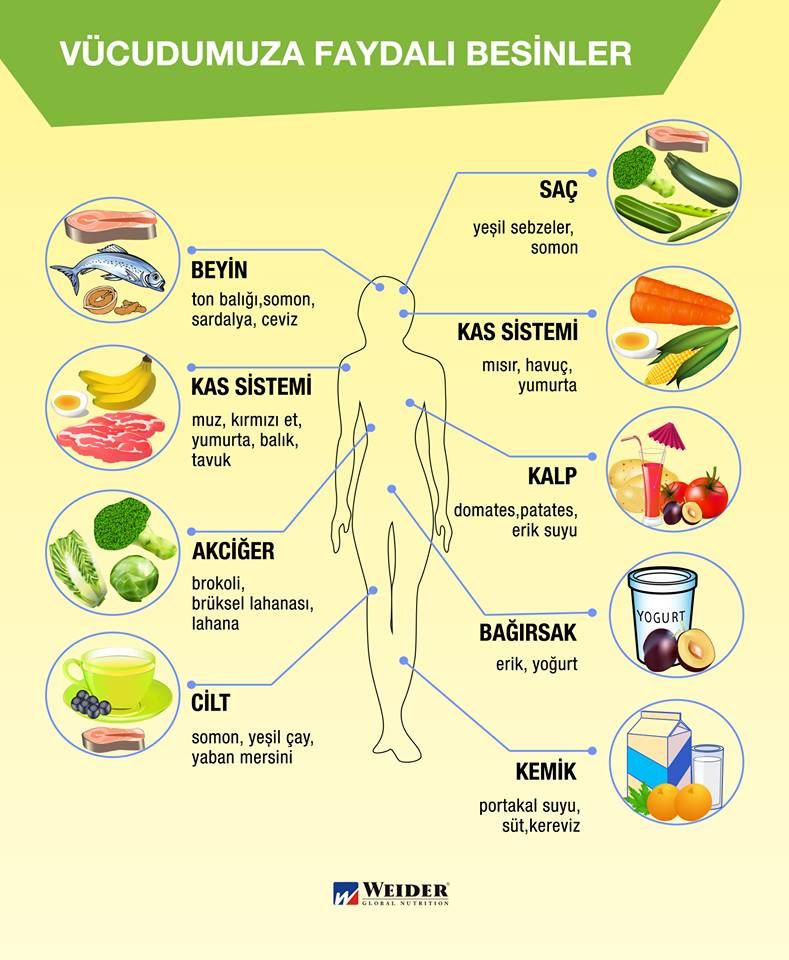 VÜCUDUMUZA FAYDALI BESİNLER
SAÇ
yeşil sebzeler,
somon
BEYİN
ton balığı,somon,
sardalya, ceviz
KAS SİSTEMİ
mısır, havuç,
yumurta
KAS SİSTEMİ
muz, kırmızı et,
yumurta, balık,
tavuk
KALP
domates,patates,
erik suyu
AKCİĞER
brokoli,
brüksel lahanası,
lahana
YOGURT
BAĞIRSAK
erik, yoğurt
CİLT
somon, yeşil çay,
yaban mersini
KEMİK
portakal suyu,
süt,kereviz
WEIDER®
GLOBAL NUTRITION